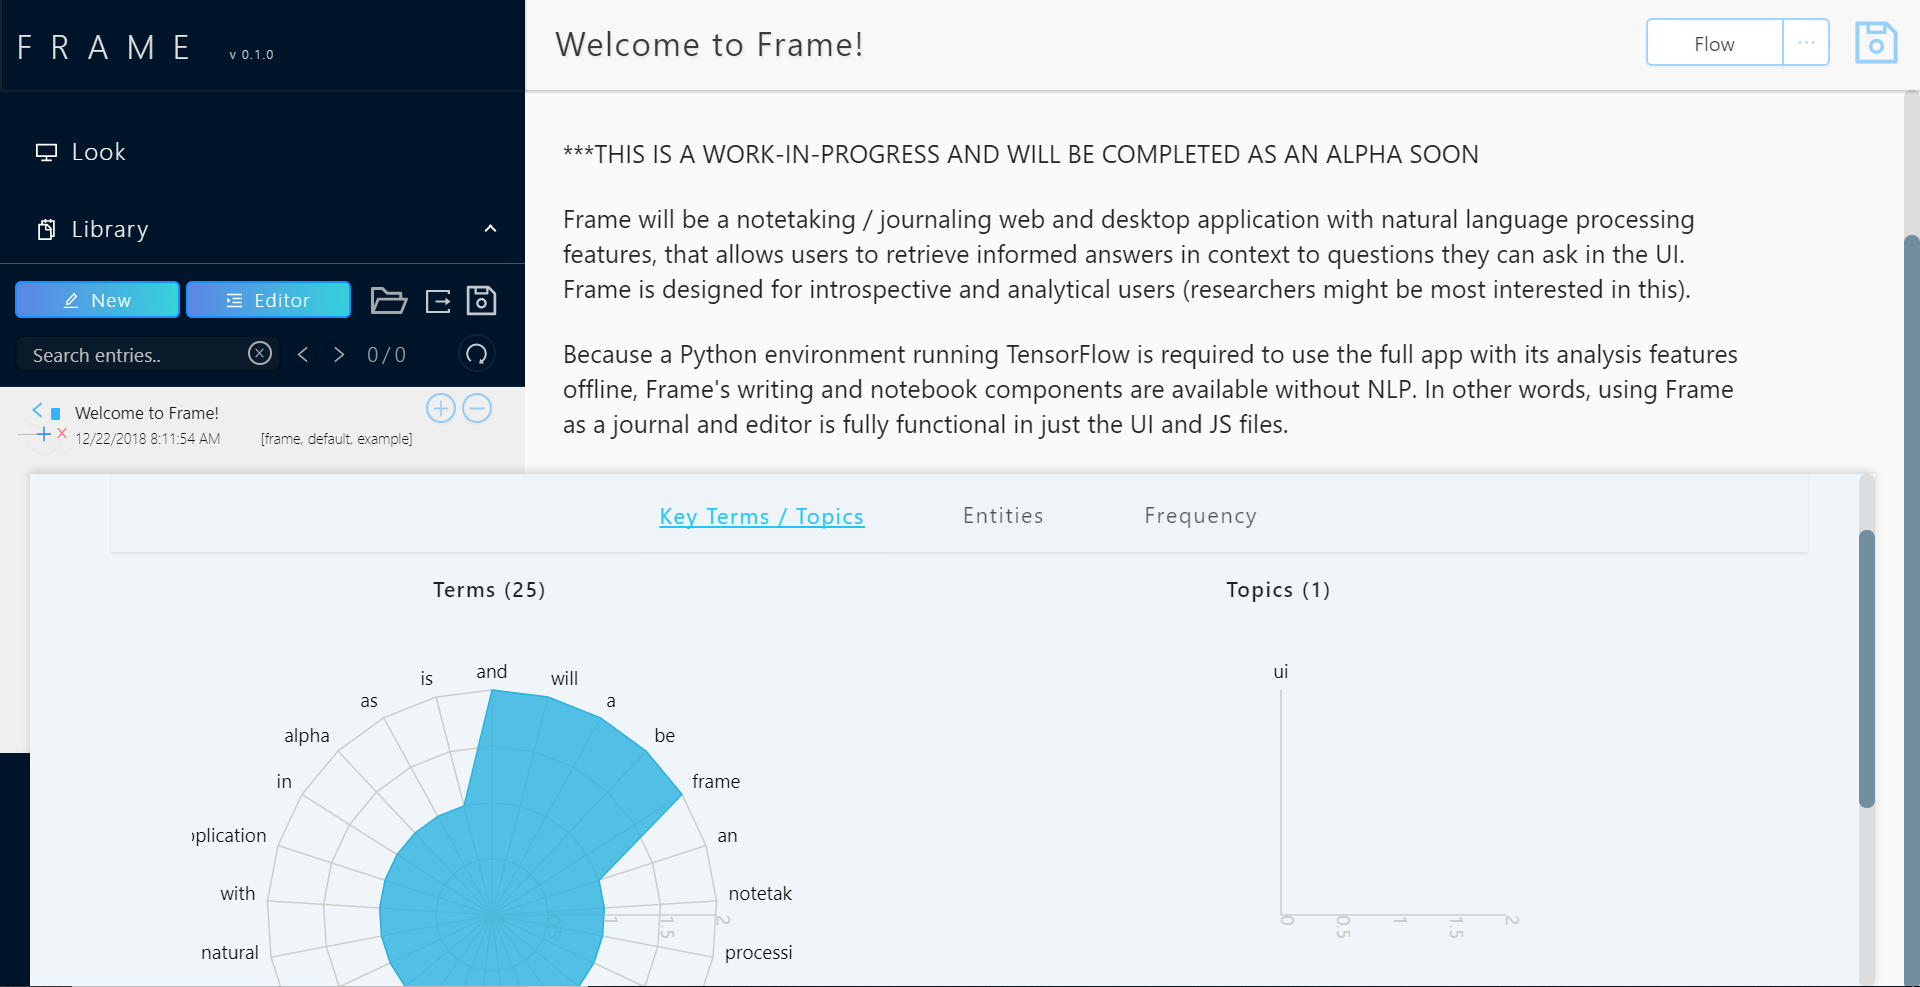 FRAME v 0.1.0
Welcome to Frame!
Flow
Look
Library
New
Editor
Search entries..
0/0
Welcome to Frame!
12/22/2018 8:11:54 AM [frame, default, example]
***THIS IS A WORK-IN-PROGRESS AND WILL BE COMPLETED AS AN ALPHA SOON
Frame will be a notetaking / journaling web and desktop application with natural language processing
features, that allows users to retrieve informed answers in context to questions they can ask in the UI.
Frame is designed for introspective and analytical users (researchers might be most interested in this).
Because a Python environment running TensorFlow is required to use the full app with its analysis features
offline, Frame's writing and notebook components are available without NLP. In other words, using Frame
as a journal and editor is fully functional in just the UI and JS files.
Key Terms / Topics
Entities
Frequency
Terms (25)
and
will
a
be
frame
an
notetak
processi
is
as
alpha
in
plication
with
natural
0.5
1
1.5
2
Topics (1)
ui
0
0.5
1
1.5
2